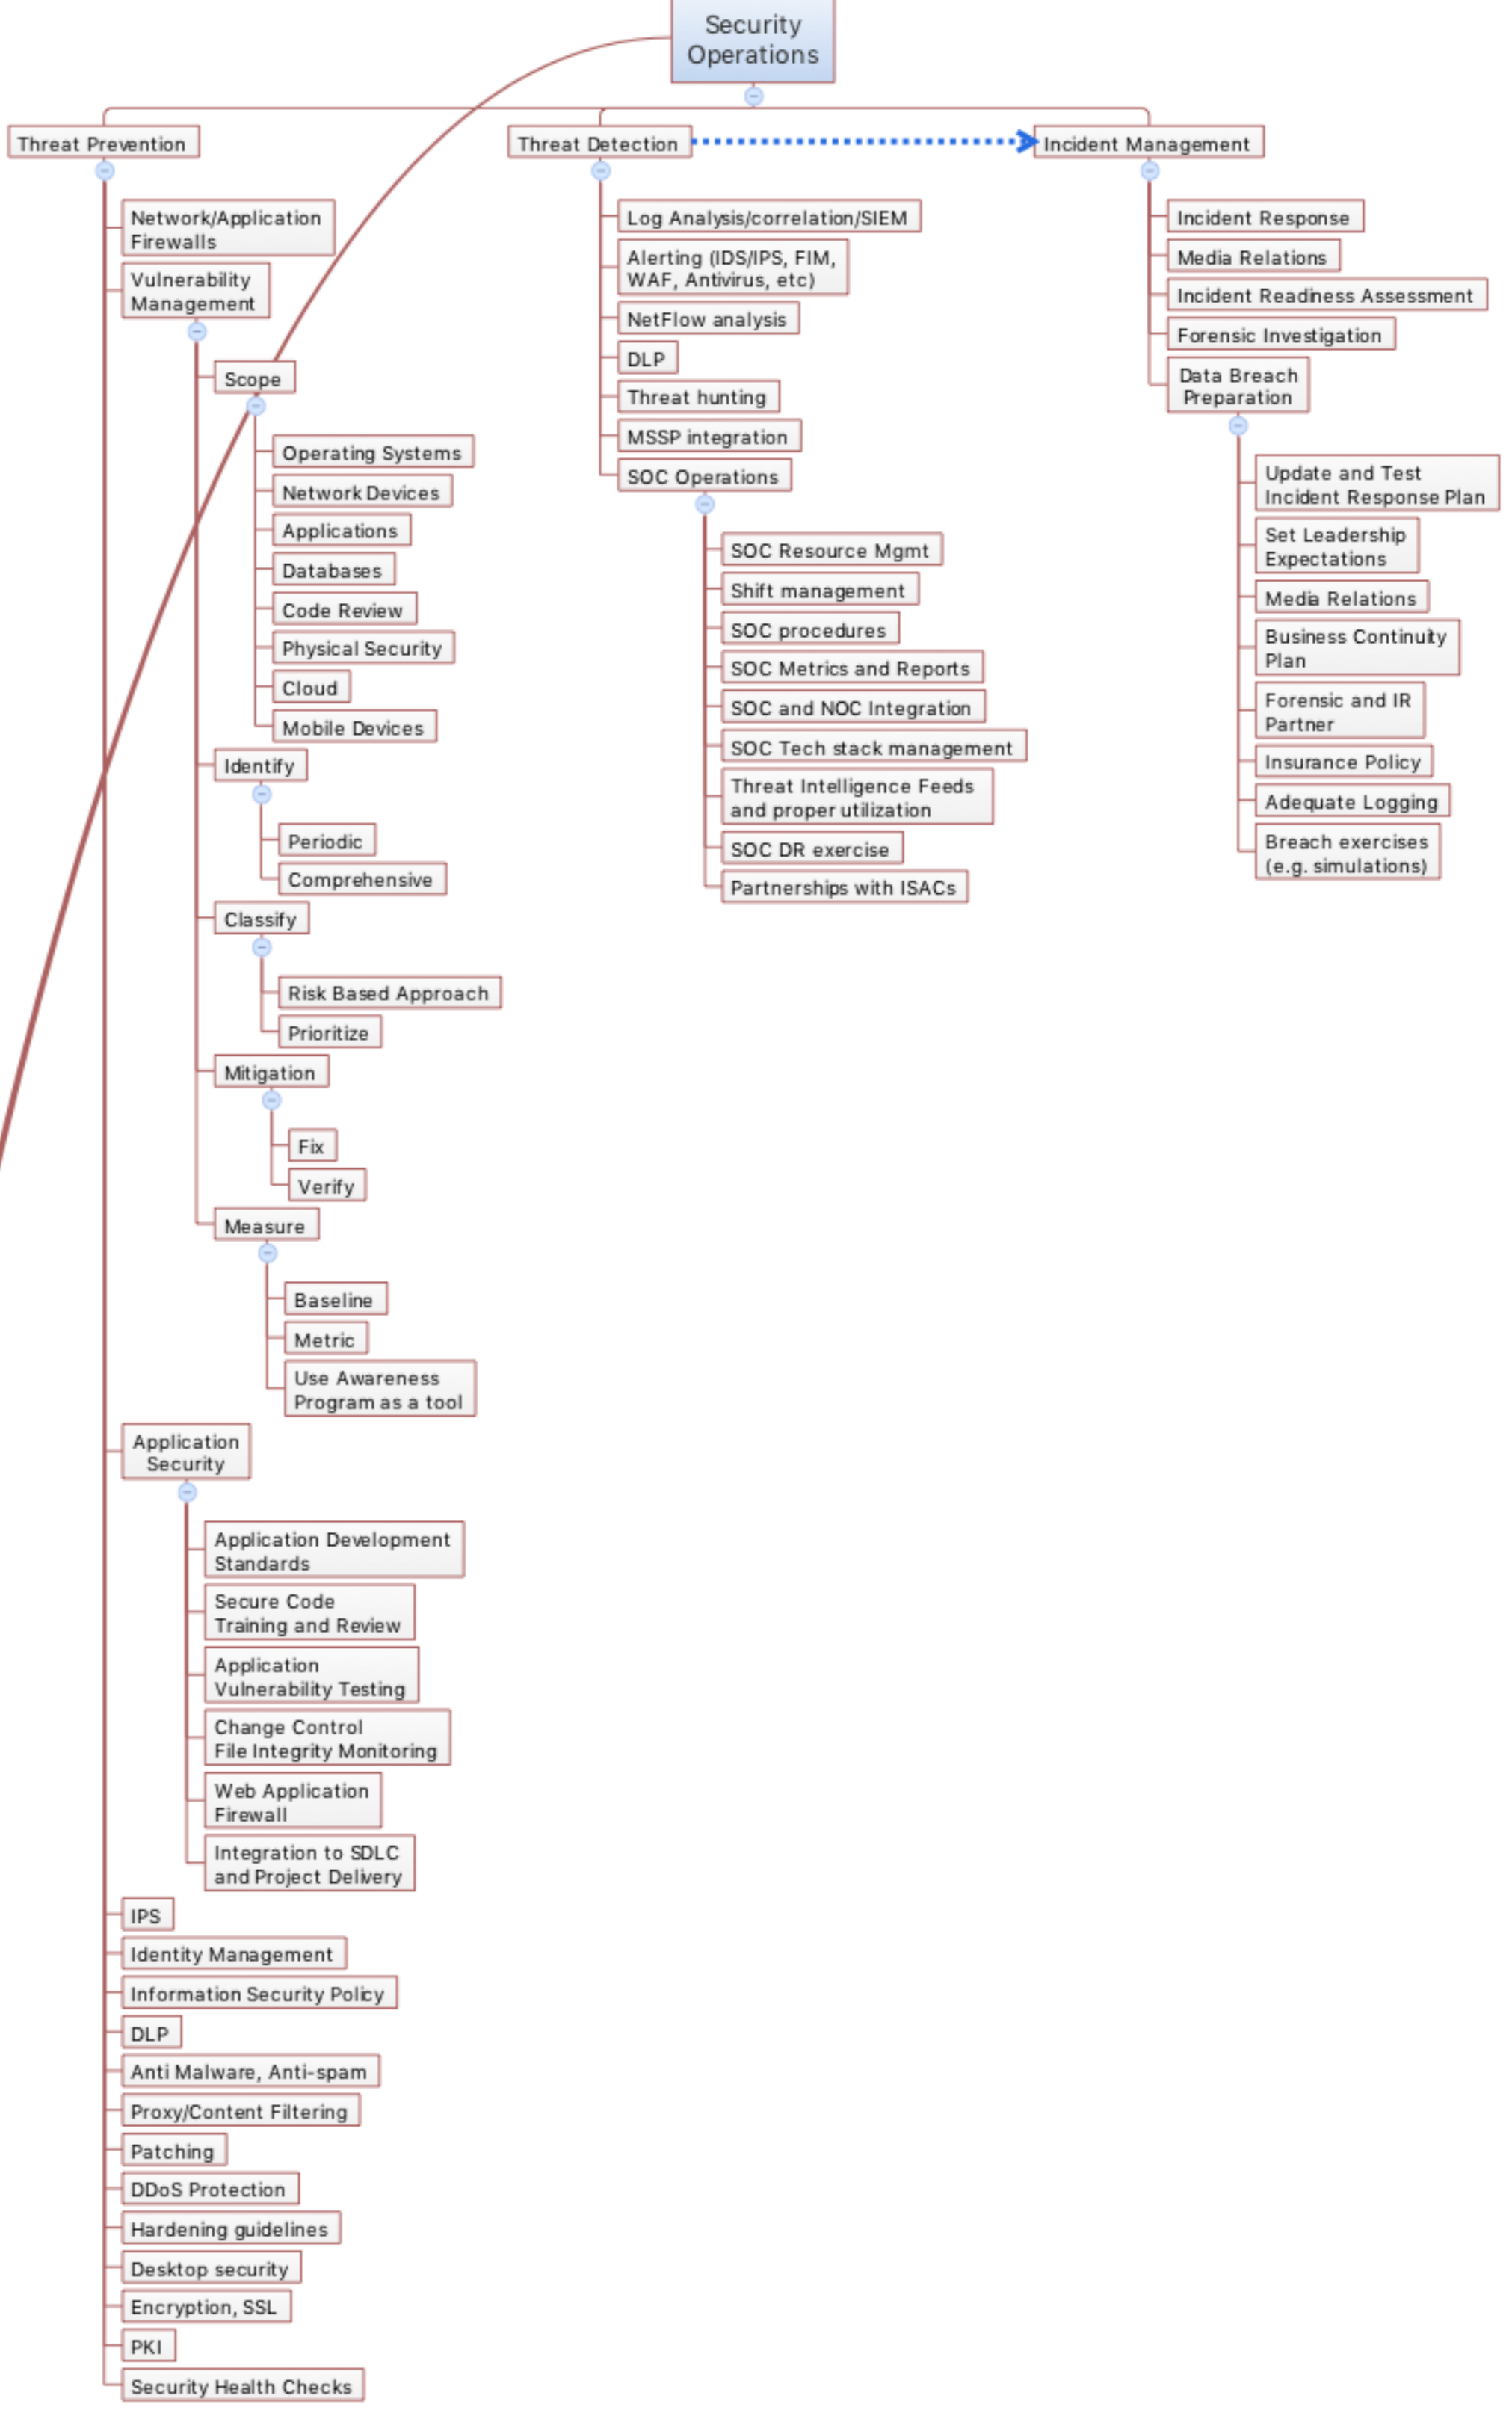 Security
Operations
Threat Prevention
Network/Application
Firewalls
Vulnerability
Management
Scope
Operating Systems
Network Devices
Applications
Databases
Code Review
Physical Security
Cloud
Mobile Devices
Identify
Periodic
Comprehensive
Classify
Risk Based Approach
Prioritize
Mitigation
Fix
Verify
Measure
Baseline
Metric
Use Awareness
Program as a tool
Application
Security
Application Development
Standards
Secure Code
Training and Review
Application
Vulnerability Testing
Change Control
File Integrity Monitoring
Web Application
Firewall
Integration to SDLC
and Project Delivery
IPS
Identity Management
Information Security Policy
DLP
Anti Malware, Anti-spam
Proxy/Content Filtering
Patching
DDoS Protection
Hardening guidelines
Desktop security
Encryption, SSL
PKI
Security Health Checks
Threat Detection
Log Analysis/correlation/SIEM
Alerting (IDS/IPS, FIM,
WAF, Antivirus, etc)
NetFlow analysis
DLP
Threat hunting
MSSP integration
SOC Operations
SOC Resource Mgmt
Shift management
SOC procedures
SOC Metrics and Reports
SOC and NOC Integration
SOC Tech stack management
Threat Intelligence Feeds
and proper utilization
SOC DR exercise
Partnerships with ISACs
Incident Management
Incident Response
Media Relations
Incident Readiness Assessment
Forensic Investigation
Data Breach
Preparation
Update and Test
Incident Response Plan
Set Leadership
Expectations
Media Relations
Business Continuity
Plan
Forensic and IR
Partner
Insurance Policy
Adequate Logging
Breach exercises
(e.g. simulations)